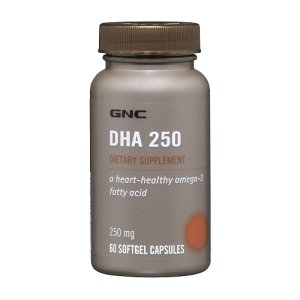 GNC
DHA 250
DIETARY SUPPLEMENT
a heart-healthy omega-3
fatty acid
250 mg
60 SOFTGEL CAPSULES